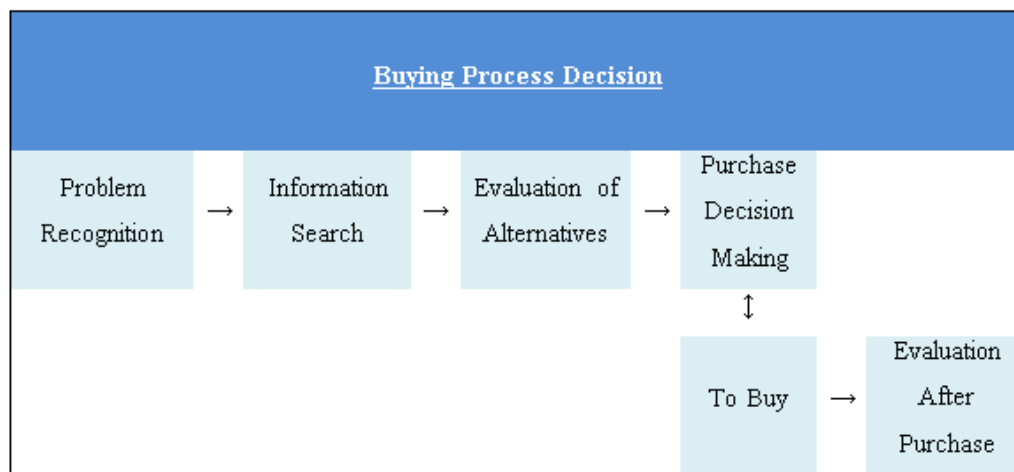 Buying Process Decision
Problem
Recognition
→
Information
Search
→
Evaluation of
Alternatives
→
Purchase
Decision
Making
↕
To Buy
→
Evaluation
After
Purchase